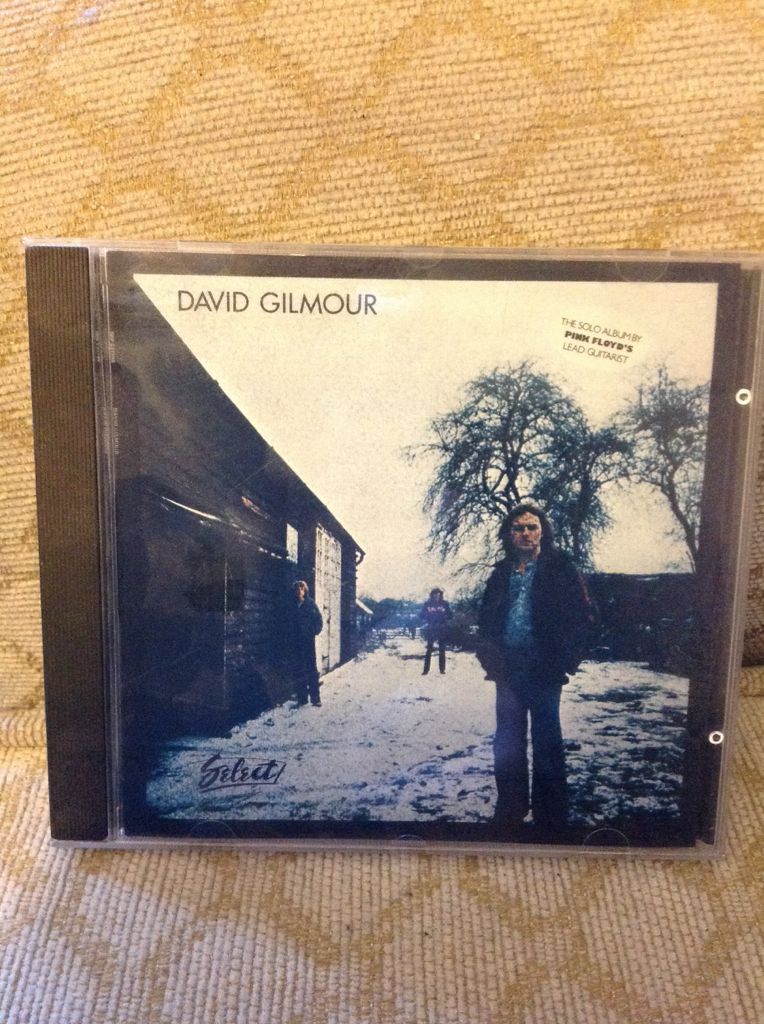 DAVID GILMOUR
THE SOLO ALBUM BY
PINK FLOYD'S
LEAD GUITARIST
Select